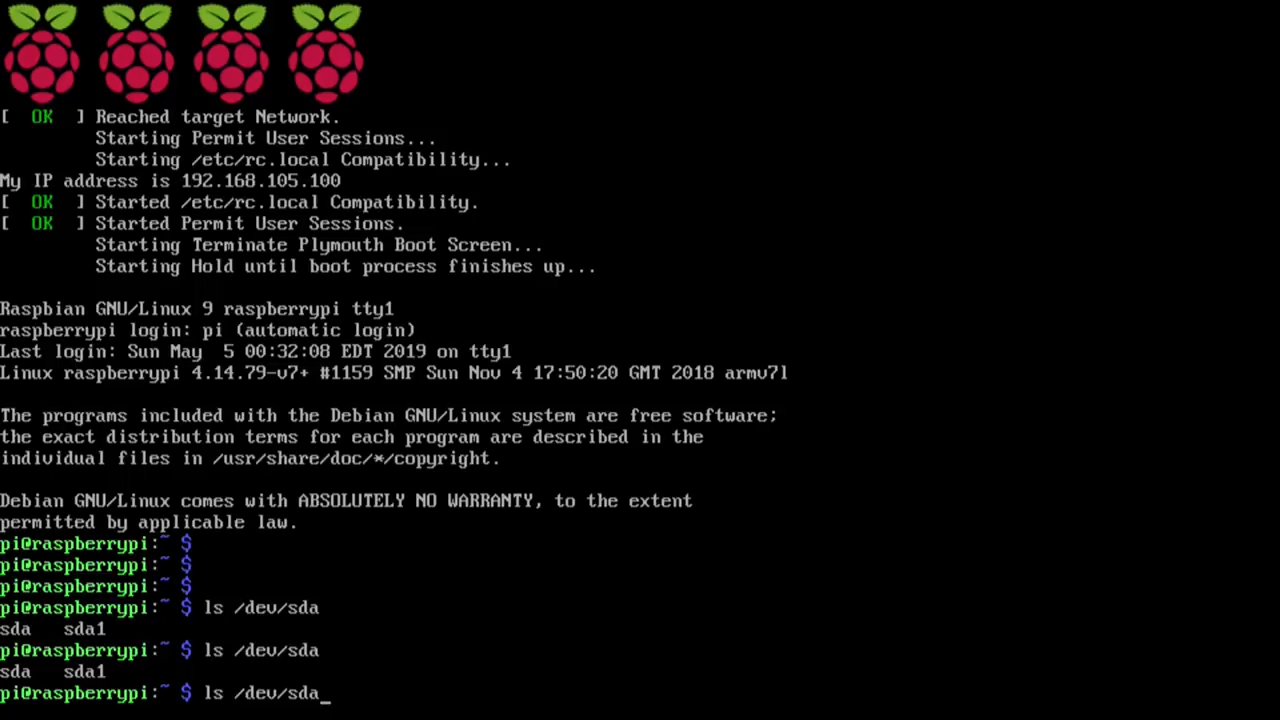 [  OK  ] Reached target Network.
         Starting Permit User Sessions...
         Starting /etc/rc.local Compatibility...
My IP address is 192.168.105.100
[  OK  ] Started /etc/rc.local Compatibility.
[  OK  ] Started Permit User Sessions.
         Starting Terminate Plymouth Boot Screen...
         Starting Hold until boot process finishes up...
Raspbian GNU/Linux 9 raspberrypi tty1
raspberrypi login: pi (automatic login)
Last login: Sun May  5 00:32:08 EDT 2019 on tty1
Linux raspberrypi 4.14.79-v7+ #1159 SMP Sun Nov 4 17:50:20 GMT 2018 armv7l
The programs included with the Debian GNU/Linux system are free software;
the exact distribution terms for each program are described in the
individual files in /usr/share/doc/*/copyright.
Debian GNU/Linux comes with ABSOLUTELY NO WARRANTY, to the extent
permitted by applicable law.
pi@raspberrypi:~ $
pi@raspberrypi:~ $
pi@raspberrypi:~ $
pi@raspberrypi:~ $ ls /dev/sda
sda   sda1
pi@raspberrypi:~ $ ls /dev/sda
sda   sda1
pi@raspberrypi:~ $ ls /dev/sda_